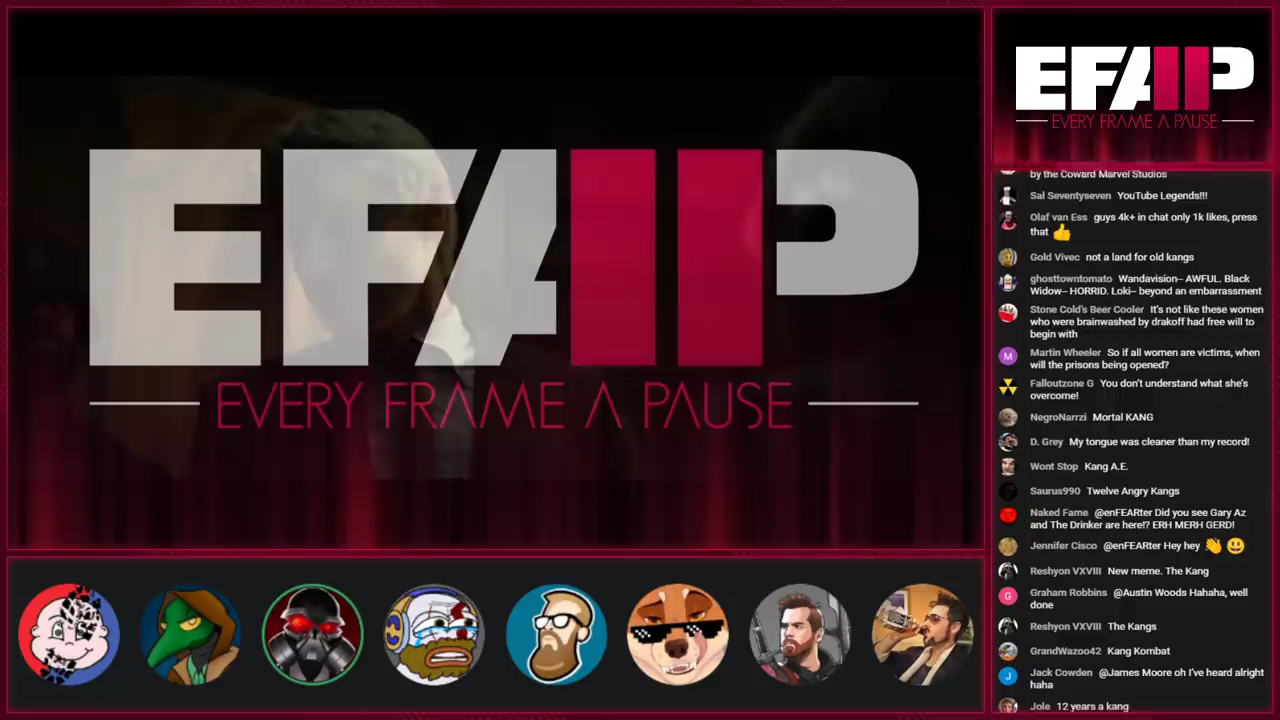 EFAP
EVERY FRAME A PAUSE
EFAP
EVERY FRAME A PAUSE
by the Coward Marvel Studios
Sal Seventyseven YouTube Legends!!!
Olaf van Ess guys 4k+ in chat only 1k likes, press
that 👍
Gold Vivec not a land for old kangs
ghosttowntomato Wandavision-- AWFUL. Black
Widow-- HORRID. Loki-- beyond an embarrassment
Stone Cold's Beer Cooler It's not like these women
who were brainwashed by drakoff had free will to
begin with
M
Martin Wheeler So if all women are victims, when
will the prisons being opened?
Falloutzone G You don't understand what she's
overcome!
NegroNarrzi Mortal KANG
D. Grey My tongue was cleaner than my record!
Wont Stop Kang A.E.
Saurus990 Twelve Angry Kangs
Naked Fame @enFEARter Did you see Gary Az
and The Drinker are here!? ERH MERH GERD!
Jennifer Cisco @enFEARter Hey hey 👋 😃
Reshyon VXVIII New meme. The Kang
G
Graham Robbins @Austin Woods Hahaha, well
done
Reshyon VXVIII The Kangs
GrandWazoo42 Kang Kombat
J
Jack Cowden @James Moore oh I've heard alright
haha
Jole 12 years a kang